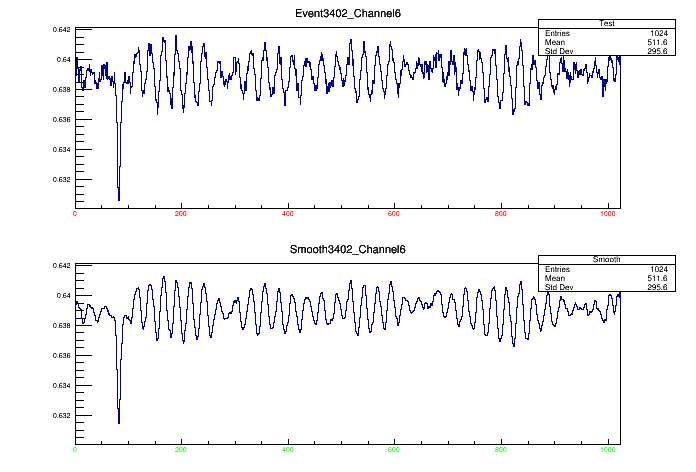 Event3402_Channel6
Test
Entries 1024
Mean 511.6
Std Dev 295.6
0.642
0.64
0.638
0.636
0.634
0.632
0 200 400 600 800 1000
Smooth3402_Channel6
Smooth
Entries 1024
Mean 511.6
Std Dev 295.6
0.642
0.64
0.638
0.636
0.634
0.632
0 200 400 600 800 1000